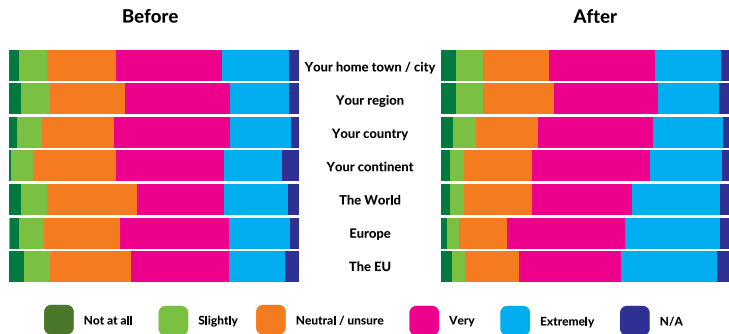 Before
After
Your home town / city
Your region
Your country
Your continent
The World
Europe
The EU
Not at all
Slightly
Neutral / unsure
Very
Extremely
N/A